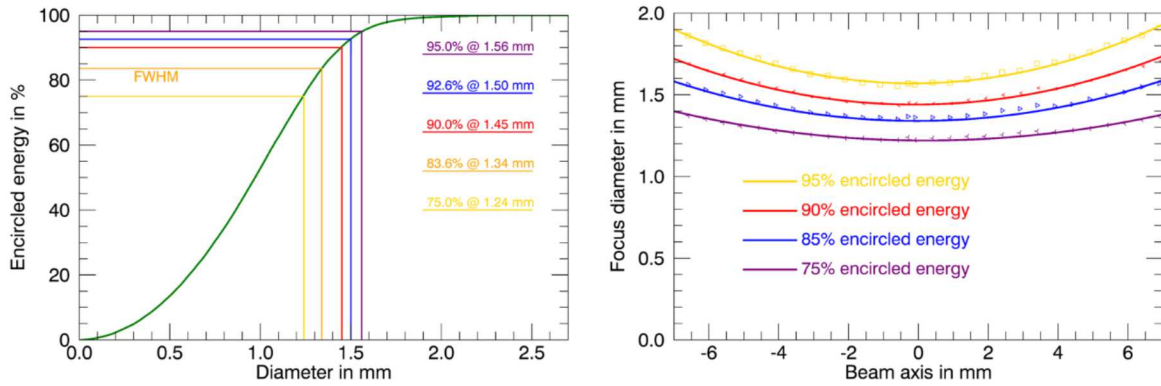 Encircled energy in %
100
80
60
40
20
0
FWHM
95.0% @ 1.56 mm
92.6% @ 1.50 mm
90.0% @ 1.45 mm
83.6% @ 1.34 mm
75.0% @ 1.24 mm
0.0 0.5 1.0 1.5 2.0 2.5
Diameter in mm
Focus diameter in mm
2.0
1.5
1.0
0.5
0.0
95% encircled energy
90% encircled energy
85% encircled energy
75% encircled energy
-6 -4 -2 0 2 4 6
Beam axis in mm